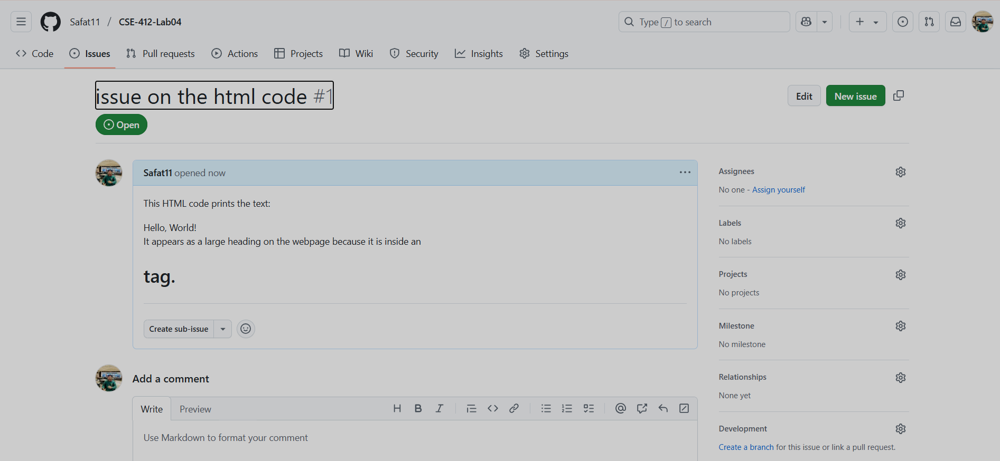 Safat11 / CSE-412-Lab04
Type / to search
Code Issues Pull requests Actions Projects Wiki Security Insights Settings
issue on the html code #1
Edit New issue
Open
Safat11 opened now
This HTML code prints the text:
Hello, World!
It appears as a large heading on the webpage because it is inside an
tag.
Create sub-issue
Add a comment
Write Preview
Use Markdown to format your comment
Assignees
No one - Assign yourself
Labels
No labels
Projects
No projects
Milestone
No milestone
Relationships
None yet
Development
Create a branch for this issue or link a pull request.